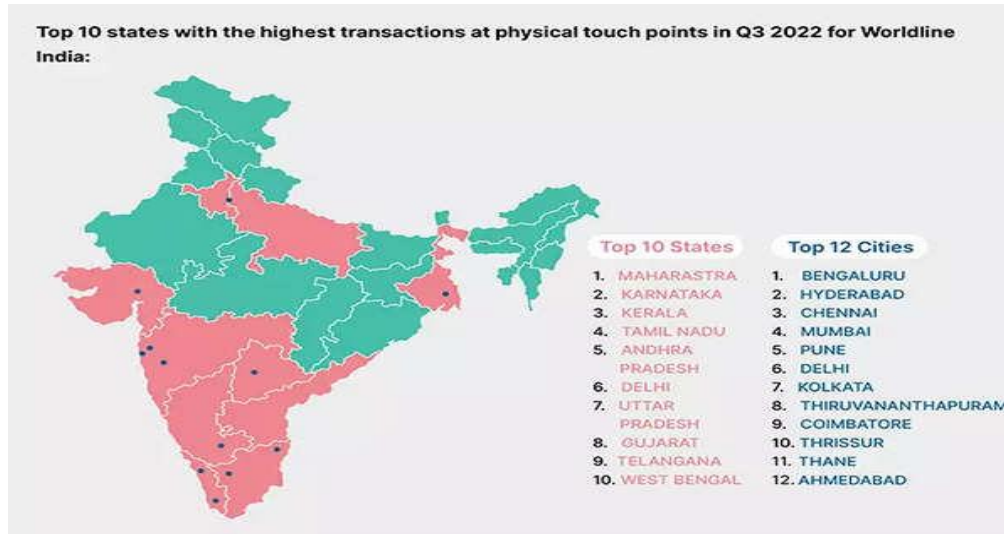 Top 10 states with the highest transactions at physical touch points in Q3 2022 for Worldline
India:
Top 10 States
1. MAHARASTRA
2. KARNATAKA
3. KERALA
4. TAMIL NADU
5. ANDHRA
PRADESH
6. DELHI
7. UTTAR
PRADESH
8. GUJARAT
9. TELANGANA
10. WEST BENGAL
Top 12 Cities
1. BENGALURU
2. HYDERABAD
3. CHENNAI
4. MUMBAI
5. PUNE
6. DELHI
7. KOLKATA
8. THIRUVANANTHAPURAM
9. COIMBATORE
10. THRISSUR
11. THANE
12. AHMEDABAD